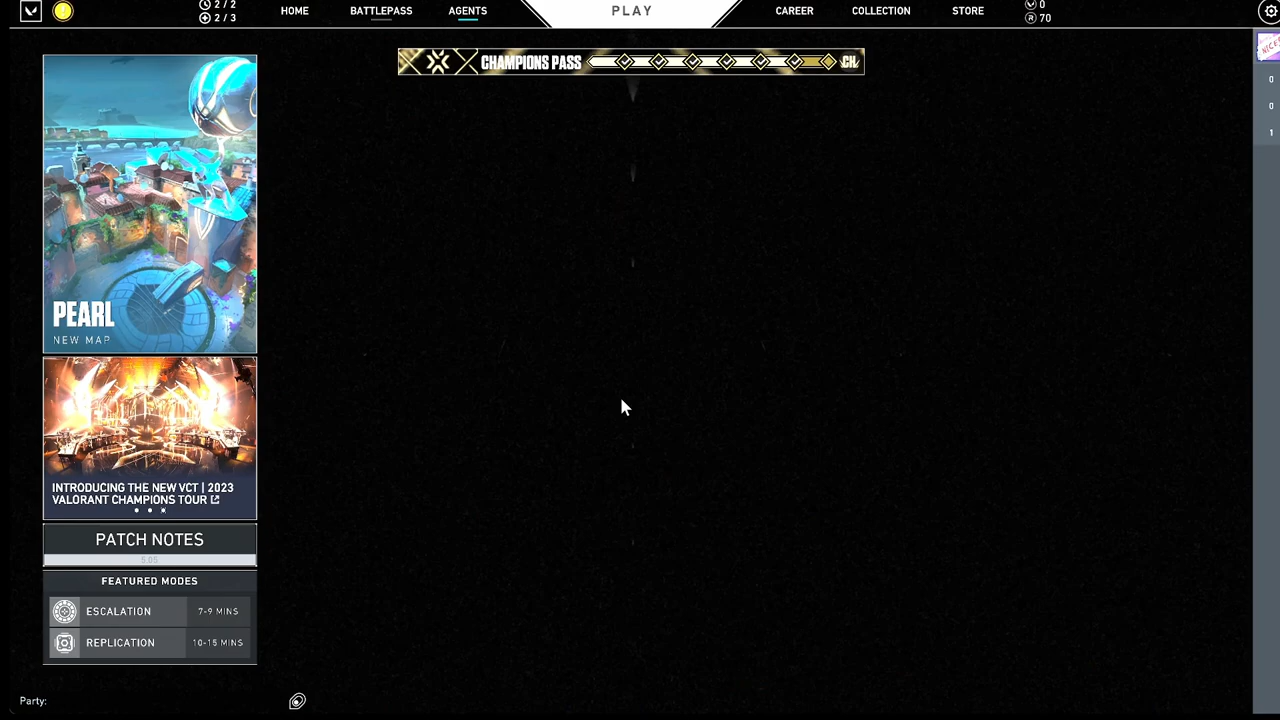 2 / 2
2 / 3
HOME
BATTLEPASS
AGENTS
PLAY
CAREER
COLLECTION
STORE
0
70
CHAMPIONS PASS
PEARL
NEW MAP
INTRODUCING THE NEW VCT | 2023
VALORANT CHAMPIONS TOUR
PATCH NOTES
5.05
FEATURED MODES
ESCALATION
7-9 MINS
REPLICATION
10-15 MINS
0
0
1
Party: